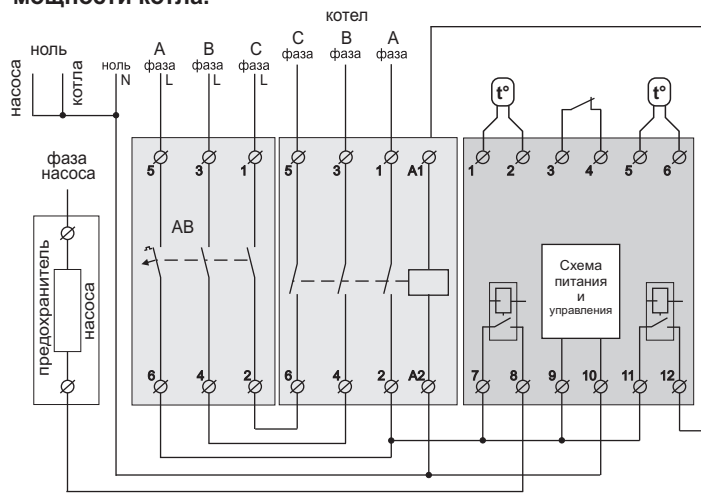 мощности котла.
котел
ноль
насоса
котла
ноль N
A фаза L
B фаза L
C фаза L
C фаза
B фаза
A фаза
t°
t°
5 3 1
5 3 1 A1
1 2 3 4 5 6
фаза
насоса
предохранитель
насоса
АВ
Схема
питания
и
управления
6 4 2
6 4 2 A2
7 8 9 10 11 12